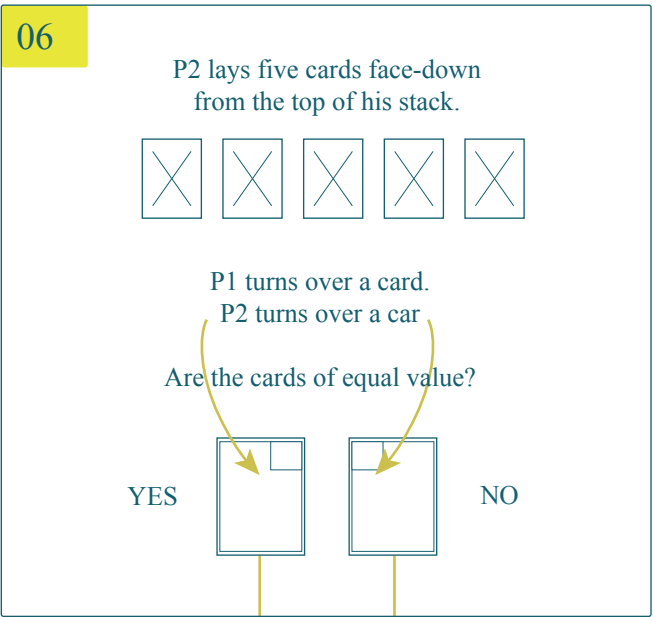 06
P2 lays five cards face-down
from the top of his stack.
P1 turns over a card.
P2 turns over a car
Are the cards of equal value?
YES
NO